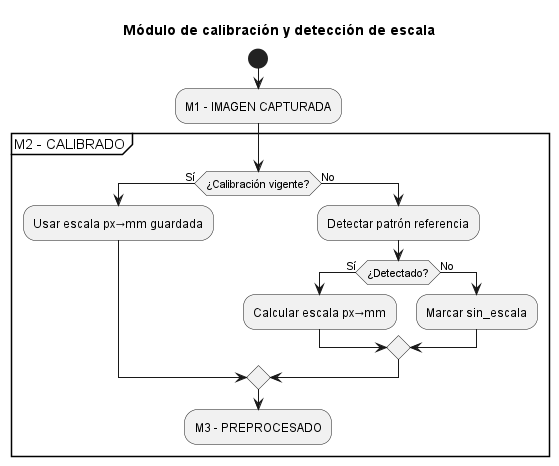 Módulo de calibración y detección de escala
M1 - IMAGEN CAPTURADA
M2 - CALIBRADO
¿Calibración vigente?
Sí
No
Usar escala px→mm guardada
Detectar patrón referencia
¿Detectado?
Sí
No
Calcular escala px→mm
Marcar sin_escala
M3 - PREPROCESADO